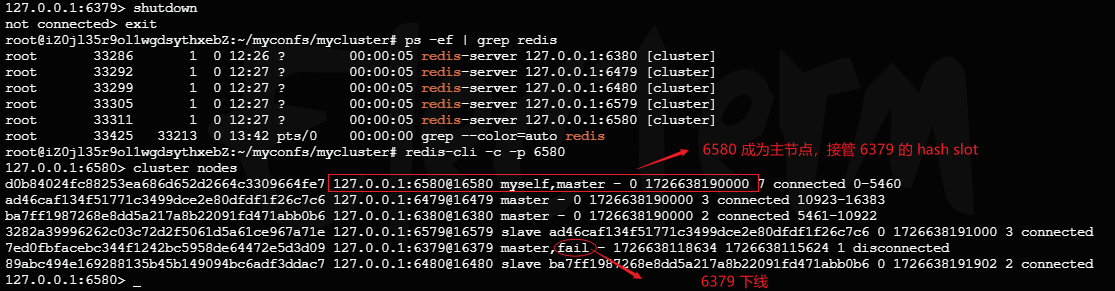 127.0.0.1:6379> shutdown
not connected> exit
root@iZ0jl35r9ol1wgdsythxebZ:~/myconfs/mycluster# ps -ef | grep redis
root 33286 1 0 12:26 ? 00:00:05 redis-server 127.0.0.1:6380 [cluster]
root 33292 1 0 12:27 ? 00:00:05 redis-server 127.0.0.1:6479 [cluster]
root 33299 1 0 12:27 ? 00:00:05 redis-server 127.0.0.1:6480 [cluster]
root 33305 1 0 12:27 ? 00:00:05 redis-server 127.0.0.1:6579 [cluster]
root 33311 1 0 12:27 ? 00:00:05 redis-server 127.0.0.1:6580 [cluster]
root 33425 33213 0 13:42 pts/0 00:00:00 grep --color=auto redis
root@iZ0jl35r9ol1wgdsythxebZ:~/myconfs/mycluster# redis-cli -c -p 6580
6580 成为主节点，接管 6379 的 hash slot
127.0.0.1:6580> cluster nodes
d0b84024fc88253ea686d652d2664c3309664fe7 127.0.0.1:6580@16580 myself,master - 0 1726638190000 7 connected 0-5460
ad46caf134f51771c3499dce2e80dfdf1f26c7c6 127.0.0.1:6479@16479 master - 0 1726638190000 3 connected 10923-16383
ba7ff1987268e8dd5a217a8b22091fd471abb0b6 127.0.0.1:6380@16380 master - 0 1726638190000 2 connected 5461-10922
3282a39996262c03c72d2f5061d5a61ce967a71e 127.0.0.1:6579@16579 slave ad46caf134f51771c3499dce2e80dfdf1f26c7c6 0 1726638191000 3 connected
7ed0fbfacebc344f1242bc5958de64472e5d3d09 127.0.0.1:6379@16379 master,fail - 1726638118634 1726638115624 1 disconnected
89abc494e169288135b45b149094bc6adf3ddac7 127.0.0.1:6480@16480 slave ba7ff1987268e8dd5a217a8b22091fd471abb0b6 0 1726638191902 2 connected
127.0.0.1:6580> _
6379 下线